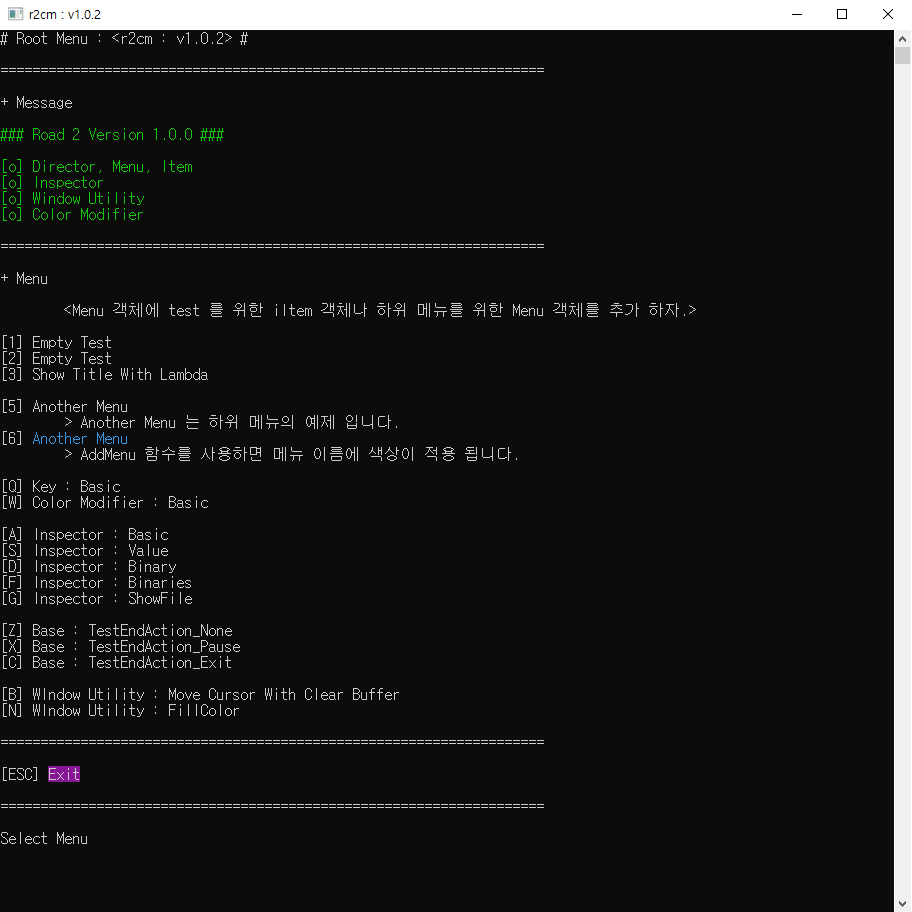 r2cm : v1.0.2
# Root Menu : <r2cm : v1.0.2> #
====================================================================
+ Message
### Road 2 Version 1.0.0 ###
[o] Director, Menu, Item
[o] Inspector
[o] Window Utility
[o] Color Modifier
====================================================================
+ Menu
<Menu 객체에 test 를 위한 iItem 객체나 하위 메뉴를 위한 Menu 객체를 추가 하자.>
[1] Empty Test
[2] Empty Test
[3] Show Title With Lambda
[5] Another Menu
> Another Menu 는 하위 메뉴의 예제 입니다.
[6] Another Menu
> AddMenu 함수를 사용하면 메뉴 이름에 색상이 적용 됩니다.
[Q] Key : Basic
[W] Color Modifier : Basic
[A] Inspector : Basic
[S] Inspector : Value
[D] Inspector : Binary
[F] Inspector : Binaries
[G] Inspector : ShowFile
[Z] Base : TestEndAction_None
[X] Base : TestEndAction_Pause
[C] Base : TestEndAction_Exit
[B] WIndow Utility : Move Cursor With Clear Buffer
[N] WIndow Utility : FillColor
====================================================================
[ESC] Exit
====================================================================
Select Menu